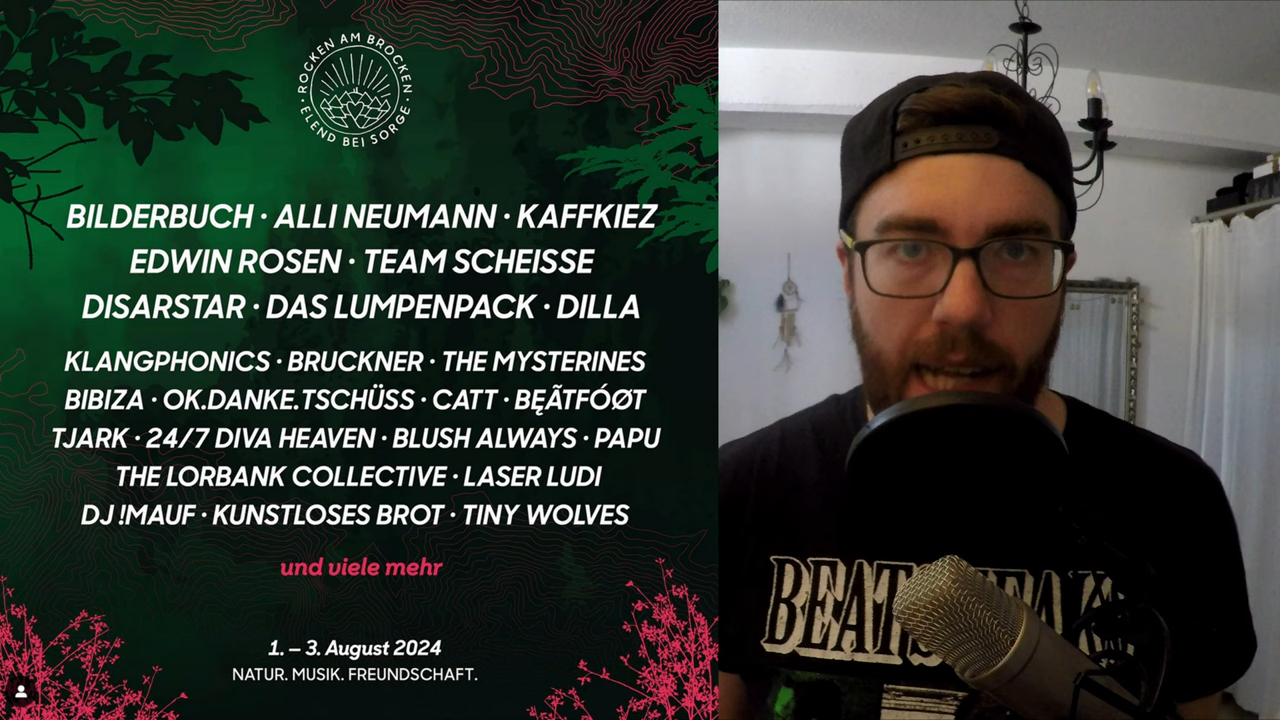 ROCKEN AM BROCKEN
ELEND BEI SORGE
BILDERBUCH · ALLI NEUMANN · KAFFKIEZ
EDWIN ROSEN · TEAM SCHEISSE
DISARSTAR · DAS LUMPENPACK · DILLA
KLANGPHONICS · BRUCKNER · THE MYSTERINES
BIBIZA · OK.DANKE.TSCHÜSS · CATT · BĘÃTFÓØT
TJARK · 24/7 DIVA HEAVEN · BLUSH ALWAYS · PAPU
THE LORBANK COLLECTIVE · LASER LUDI
DJ !MAUF · KUNSTLOSES BROT · TINY WOLVES
und viele mehr
1. – 3. August 2024
NATUR. MUSIK. FREUNDSCHAFT.